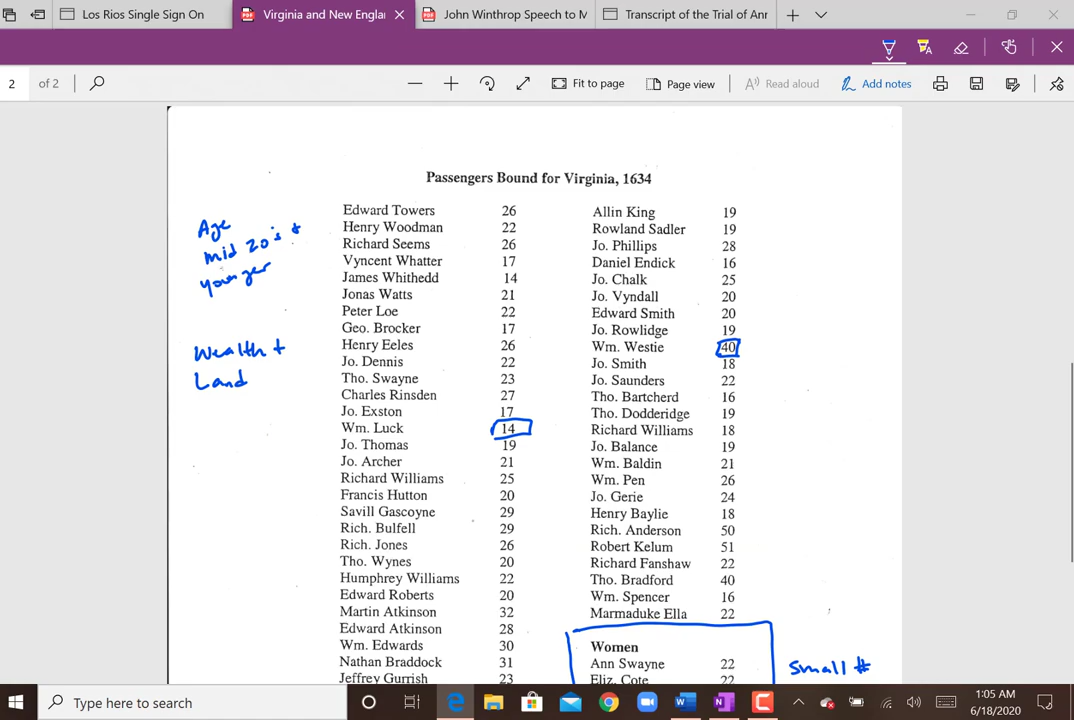 Los Rios Single Sign On
Virginia and New Englan
John Winthrop Speech to M
Transcript of the Trial of Ann
2 of 2
Fit to page
Page view
Read aloud
Add notes
Passengers Bound for Virginia, 1634
Edward Towers 26
Henry Woodman 22
Richard Seems 26
Vyncent Whatter 17
James Whithedd 14
Jonas Watts 21
Peter Loe 22
Geo. Brocker 17
Henry Eeles 26
Jo. Dennis 22
Tho. Swayne 23
Charles Rinsden 27
Jo. Exston 17
Wm. Luck 14
Jo. Thomas 19
Jo. Archer 21
Richard Williams 25
Francis Hutton 20
Savill Gascoyne 29
Rich. Bulfell 29
Rich. Jones 26
Tho. Wynes 20
Humphrey Williams 22
Edward Roberts 20
Martin Atkinson 32
Edward Atkinson 28
Wm. Edwards 30
Nathan Braddock 31
Jeffrey Gurrish 23
Allin King 19
Rowland Sadler 19
Jo. Phillips 28
Daniel Endick 16
Jo. Chalk 25
Jo. Vyndall 20
Edward Smith 20
Jo. Rowlidge 19
Wm. Westie 40
Jo. Smith 18
Jo. Saunders 22
Tho. Bartcherd 16
Tho. Dodderidge 19
Richard Williams 18
Jo. Balance 19
Wm. Baldin 21
Wm. Pen 26
Jo. Gerie 24
Henry Baylie 18
Rich. Anderson 50
Robert Kelum 51
Richard Fanshaw 22
Tho. Bradford 40
Wm. Spencer 16
Marmaduke Ella 22
Women
Ann Swayne 22
Eliz. Cote 22
Age
mid 20's +
younger
Wealth +
Land
Small #
Type here to search
1:05 AM
6/18/2020